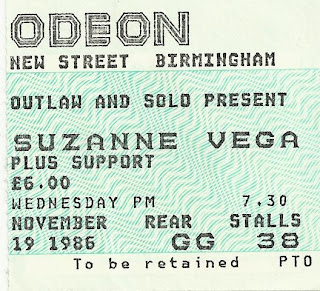 ODEON
NEW STREET BIRMINGHAM
OUTLAW AND SOLO PRESENT
SUZANNE VEGA
PLUS SUPPORT
£6.00
WEDNESDAY PM 7.30
NOVEMBER REAR STALLS
19 1986 GG 38
To be retained PTO